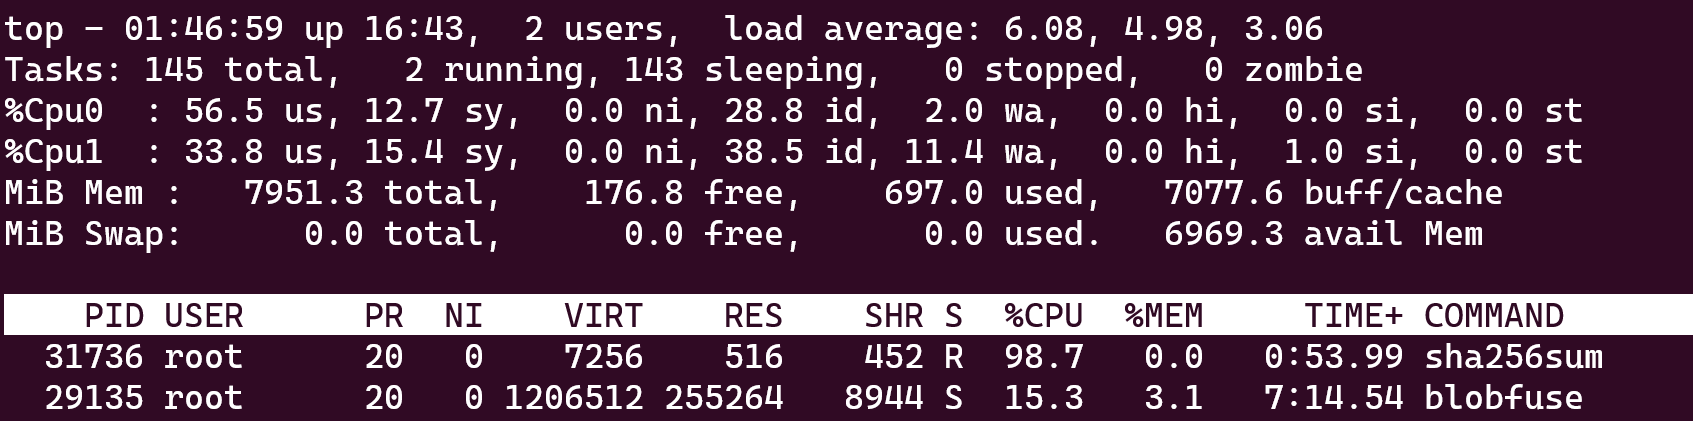 top - 01:46:59 up 16:43,  2 users,  load average: 6.08, 4.98, 3.06
Tasks: 145 total,   2 running, 143 sleeping,   0 stopped,   0 zombie
%Cpu0  : 56.5 us, 12.7 sy,  0.0 ni, 28.8 id,  2.0 wa,  0.0 hi,  0.0 si,  0.0 st
%Cpu1  : 33.8 us, 15.4 sy,  0.0 ni, 38.5 id, 11.4 wa,  0.0 hi,  1.0 si,  0.0 st
MiB Mem :   7951.3 total,    176.8 free,    697.0 used,   7077.6 buff/cache
MiB Swap:      0.0 total,      0.0 free,      0.0 used.   6969.3 avail Mem
    PID USER      PR  NI    VIRT    RES    SHR S  %CPU  %MEM     TIME+ COMMAND
  31736 root      20   0    7256    516    452 R  98.7   0.0   0:53.99 sha256sum
  29135 root      20   0 1206512 255264   8944 S  15.3   3.1   7:14.54 blobfuse